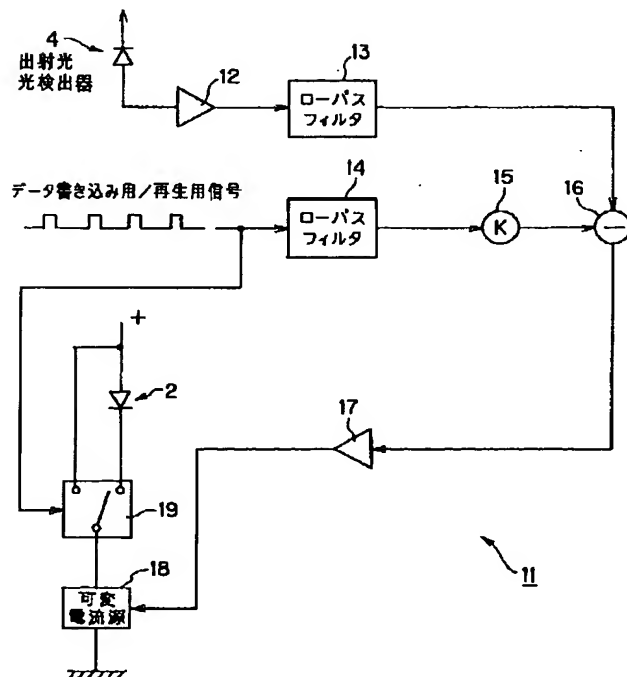 4
出射光
光検出器
12
13
ローパス
フィルタ
データ書き込み用/再生用信号
14
ローパス
フィルタ
15
K
16
−
+
2
17
19
18
可変
電流源
11